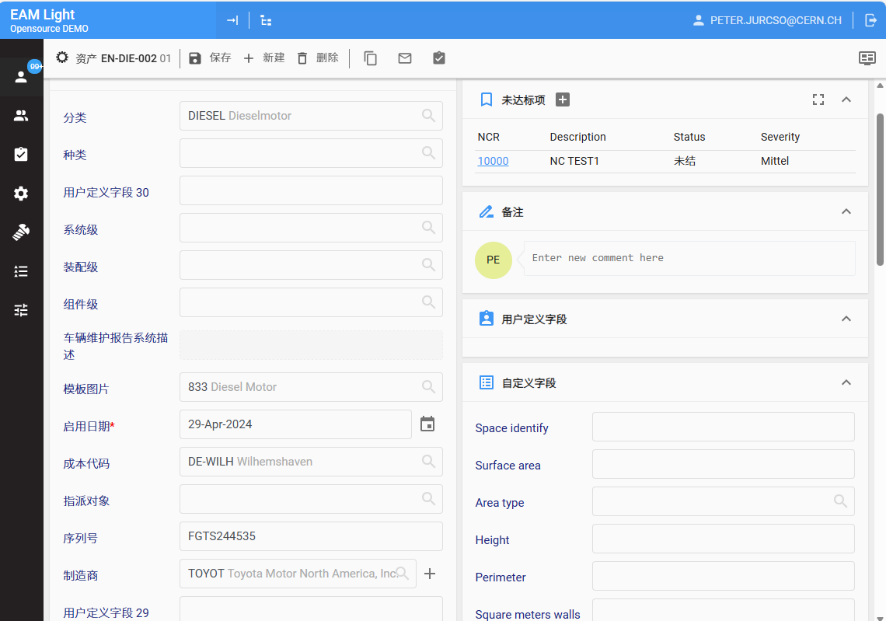 EAM Light
Opensource DEMO
PETER.JURCSO@CERN.CH
99+
资产 EN-DIE-002 01
保存
新建
删除
分类
DIESEL Dieselmotor
种类
用户定义字段 30
系统级
装配级
组件级
车辆维护报告系统描
述
模板图片
833 Diesel Motor
启用日期*
29-Apr-2024
成本代码
DE-WILH Wilhemshaven
指派对象
序列号
FGTS244535
制造商
TOYOT Toyota Motor North America, Inc.
用户定义字段 29
未达标项
NCR Description Status Severity
10000 NC TEST1 未结 Mittel
备注
PE
Enter new comment here
用户定义字段
自定义字段
Space identify
Surface area
Area type
Height
Perimeter
Square meters walls